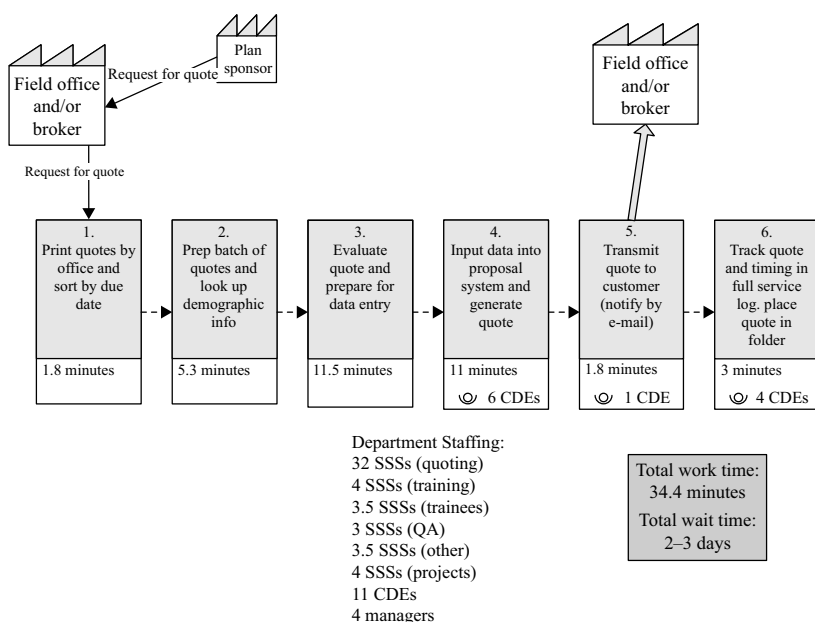 Plan
sponsor
Request for quote
Field office
and/or
broker
Request for quote
Field office
and/or
broker
1.
Print quotes by
office and
sort by due
date
1.8 minutes
2.
Prep batch of
quotes and
look up
demographic
info
5.3 minutes
3.
Evaluate
quote and
prepare for
data entry
11.5 minutes
4.
Input data into
proposal
system and
generate
quote
11 minutes
6 CDEs
5.
Transmit
quote to
customer
(notify by
e-mail)
1.8 minutes
1 CDE
6.
Track quote
and timing in
full service
log. place
quote in
folder
3 minutes
4 CDEs
Department Staffing:
32 SSSs (quoting)
4 SSSs (training)
3.5 SSSs (trainees)
3 SSSs (QA)
3.5 SSSs (other)
4 SSSs (projects)
11 CDEs
4 managers
Total work time:
34.4 minutes
Total wait time:
2–3 days